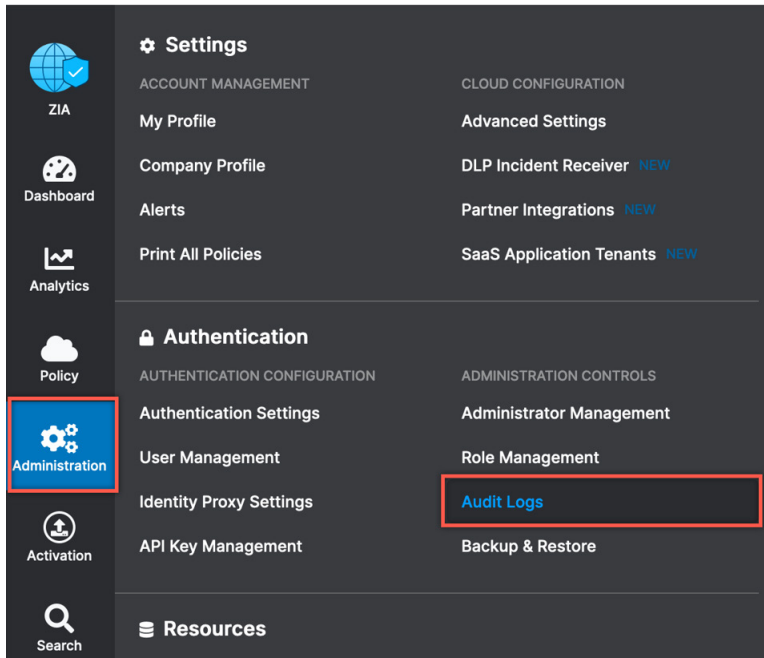 ZIA
Dashboard
Analytics
Policy
Administration
Activation
Search
Settings
ACCOUNT MANAGEMENT
My Profile
Company Profile
Alerts
Print All Policies
CLOUD CONFIGURATION
Advanced Settings
DLP Incident Receiver NEW
Partner Integrations NEW
SaaS Application Tenants NEW
Authentication
AUTHENTICATION CONFIGURATION
Authentication Settings
User Management
Identity Proxy Settings
API Key Management
ADMINISTRATION CONTROLS
Administrator Management
Role Management
Audit Logs
Backup & Restore
Resources